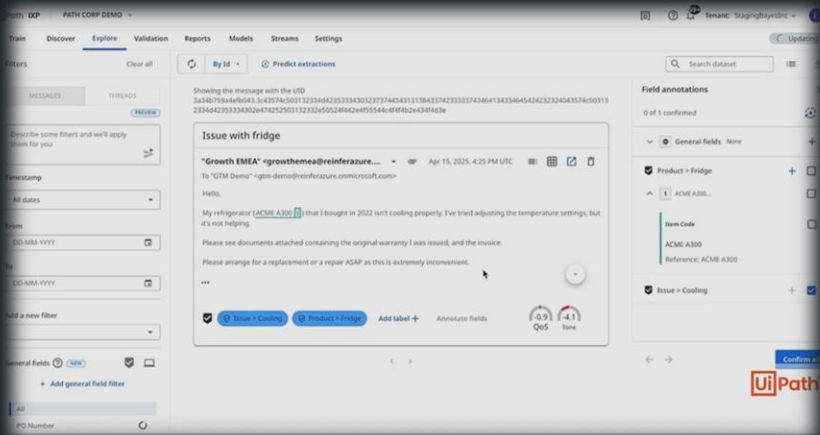 Path IXP PATH CORP DEMO
Tenant: StagingBayesInc
Train Discover Explore Validation Reports Models Streams Settings
Updating
Filters Clear all
By Id Predict extractions Search dataset
MESSAGES THREADS
PREVIEW
Describe some filters and we'll apply
them for you
Timestamp
All dates
From
DD-MM-YYYY
To
DD-MM-YYYY
Add a new filter
General fields NEW
+ Add general field filter
All
PO Number
Showing the message with the UID
Issue with fridge
"Growth EMEA" <growthemea@reinferazure.... Apr 15, 2025, 4:25 PM UTC
To "GTM Demo" <gtm-demo@reinferazure.onmicrosoft.com>
Hello,
My refrigerator (ACME A300 ) that I bought in 2022 isn't cooling properly. I've tried adjusting the temperature settings, but
it's not helping.
Please see documents attached containing the original warranty I was issued, and the invoice.
Please arrange for a replacement or a repair ASAP as this is extremely inconvenient.
•••
Issue > Cooling Product > Fridge Add label + Annotate fields
-0.9 -4.1
QoS Tone
Field annotations
0 of 1 confirmed
General fields None
Product > Fridge
1 ACME A300...
Item Code
ACME A300
Reference: ACME A300
Issue > Cooling
Confirm al
UiPath